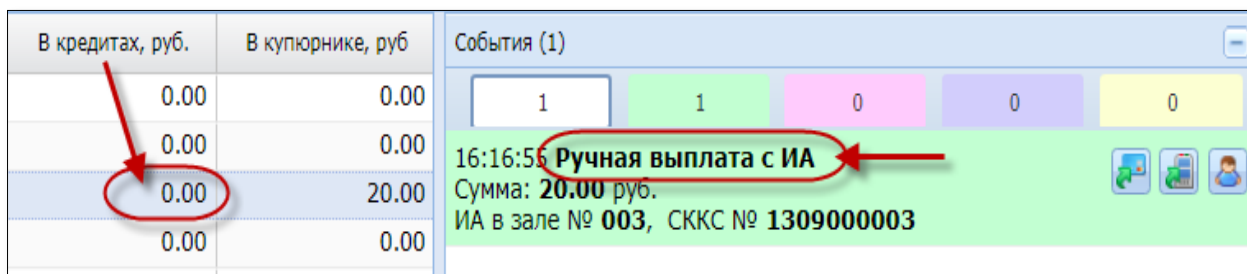 В кредитах, руб. В купюрнике, руб События (1)
1 1 0 0 0
0.00 0.00
0.00 0.00
0.00 20.00
0.00 0.00
16:16:55 Ручная выплата с ИА
Сумма: 20.00 руб.
ИА в зале № 003, СККС № 1309000003